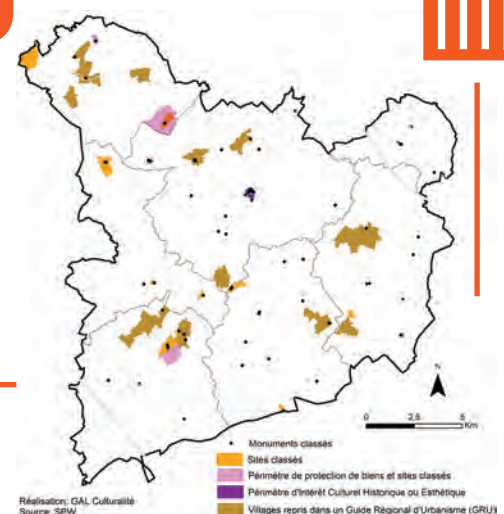 N
0 2,5 5
Km
Monuments classés
Sites classés
Périmètre de protection de biens et sites classés
Périmètre d'Intérêt Culturel Historique ou Esthétique
Villages repris dans un Guide Régional d'Urbanisme (GRU)
Réalisation: GAL Culturalité
Source: SPW